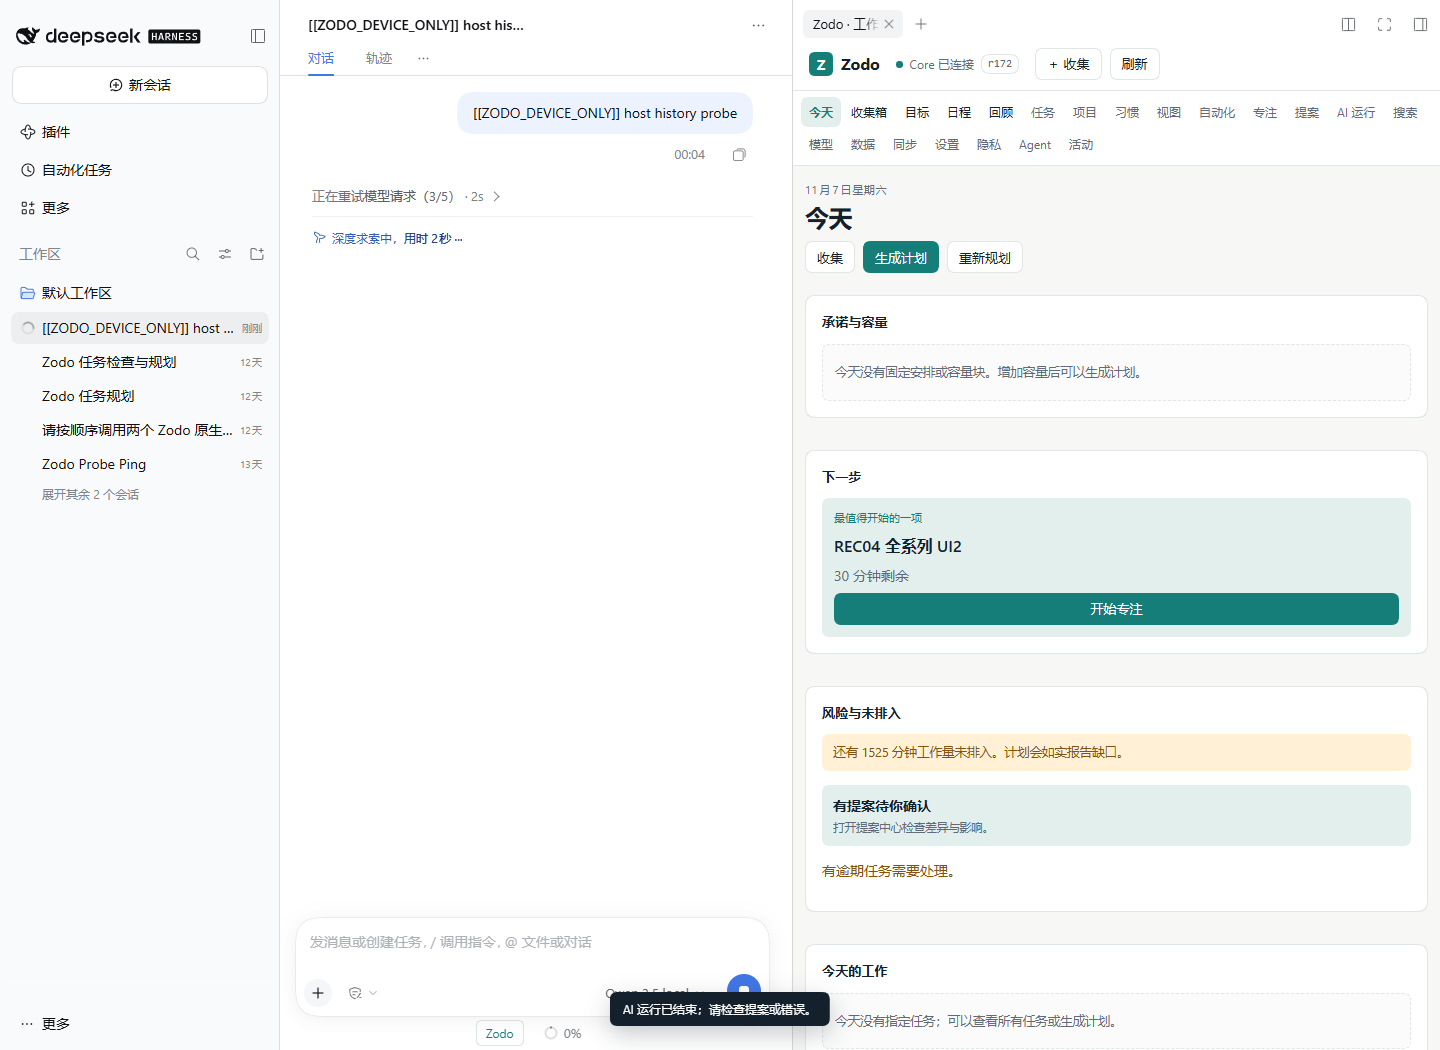 deepseek HARNESS
新会话
插件
自动化任务
更多
工作区
默认工作区
[[ZODO_DEVICE_ONLY]] host ... 刚刚
Zodo 任务检查与规划 12天
Zodo 任务规划 12天
请按顺序调用两个 Zodo 原生... 12天
Zodo Probe Ping 13天
展开其余 2 个会话
更多
[[ZODO_DEVICE_ONLY]] host his...
对话 轨迹
[[ZODO_DEVICE_ONLY]] host history probe
00:04
正在重试模型请求（3/5） · 2s
深度求索中，用时 2秒 ...
发消息或创建任务, / 调用指令, @ 文件或对话
Zodo 0%
AI 运行已结束；请检查提案或错误。
Zodo · 工作
Z Zodo Core 已连接 r172 + 收集 刷新
今天 收集箱 目标 日程 回顾 任务 项目 习惯 视图 自动化 专注 提案 AI 运行 搜索
模型 数据 同步 设置 隐私 Agent 活动
11月7日星期六
今天
收集 生成计划 重新规划
承诺与容量
今天没有固定安排或容量块。增加容量后可以生成计划。
下一步
最值得开始的一项
REC04 全系列 UI2
30 分钟剩余
开始专注
风险与未排入
还有 1525 分钟工作量未排入。计划会如实报告缺口。
有提案待你确认
打开提案中心检查差异与影响。
有逾期任务需要处理。
今天的工作
今天没有指定任务；可以查看所有任务或生成计划。